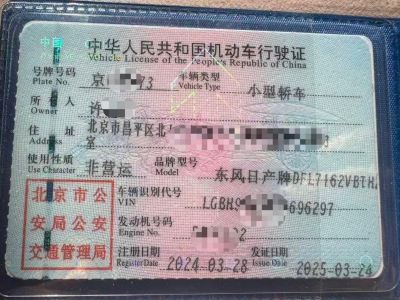 中国
中华人民共和国机动车行驶证
Vehicle License of the People's Republic of China
号牌号码 京 73 车辆类型 小型轿车
Plate No. Vehicle Type
所有人 许
Owner
住址 北京市昌平区北
Address
使用性质 非营运 品牌型号 东风日产牌DFL7162VBTH
Use Character Model
北京市公
安局公安
交通管理局
车辆识别代号 LGBH 696297
VIN
发动机号码 2
Engine No.
注册日期 2024-03-28 发证日期 2025-03-24
Register Date Issue Date